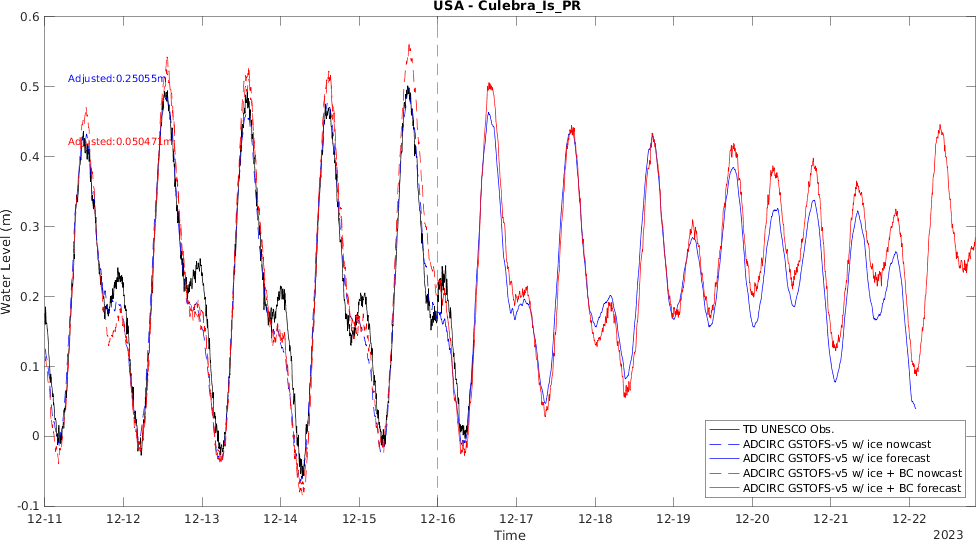 USA - Culebra_Is_PR
0.6
0.5
0.4
0.3
0.2
0.1
0
-0.1
Water Level (m)
Adjusted:0.25055m
Adjusted:0.050471m
TD UNESCO Obs.
ADCIRC GSTOFS-v5 w/ ice nowcast
ADCIRC GSTOFS-v5 w/ ice forecast
ADCIRC GSTOFS-v5 w/ ice + BC nowcast
ADCIRC GSTOFS-v5 w/ ice + BC forecast
12-11 12-12 12-13 12-14 12-15 12-16 12-17 12-18 12-19 12-20 12-21 12-22
Time
2023